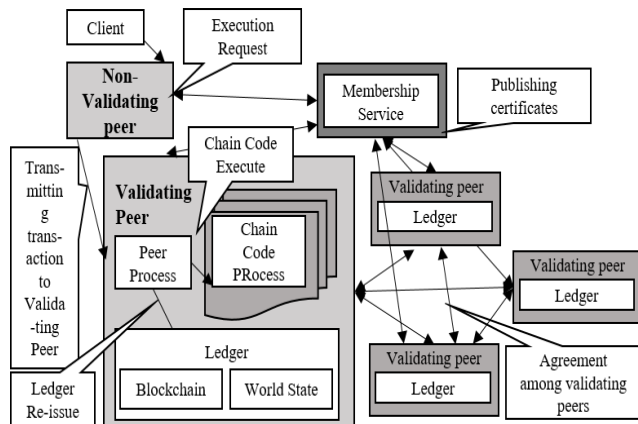 Client
Execution
Request
Non-
Validating
peer
Membership
Service
Publishing
certificates
Chain Code
Execute
Trans-
mittin
g
trans-
action
to
Valida
-ting
Peer
Validating
Peer
Peer
Process
Chain
Code
PRocess
Validating peer
Ledger
Validating peer
Ledger
Ledger
Blockchain
World State
Validating peer
Ledger
Agreement
among validating
peers
Ledger
Re-issue